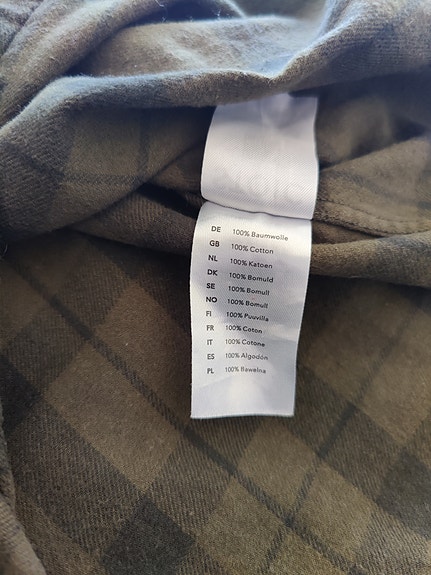 DE 100% Baumwolle
GB 100% Cotton
NL 100% Katoen
DK 100% Bomuld
SE 100% Bomull
NO 100% Bomull
FI 100% Puuvilla
FR 100% Coton
IT 100% Cotone
ES 100% Algodón
PL 100% Bawełna